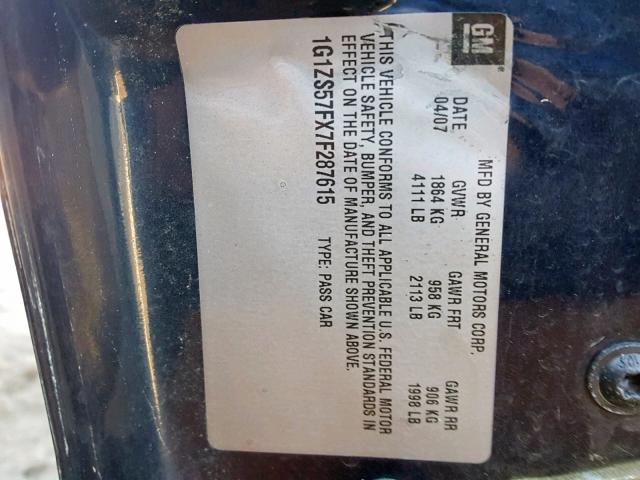 GM
MFD BY GENERAL MOTORS CORP.
DATE GVWR GAWR FRT GAWR RR
04/07 1864 KG 958 KG 906 KG
4111 LB 2113 LB 1998 LB
THIS VEHICLE CONFORMS TO ALL APPLICABLE U.S. FEDERAL MOTOR
VEHICLE SAFETY, BUMPER, AND THEFT PREVENTION STANDARDS IN
EFFECT ON THE DATE OF MANUFACTURE SHOWN ABOVE.
1G1ZS57FX7F287615 TYPE: PASS CAR